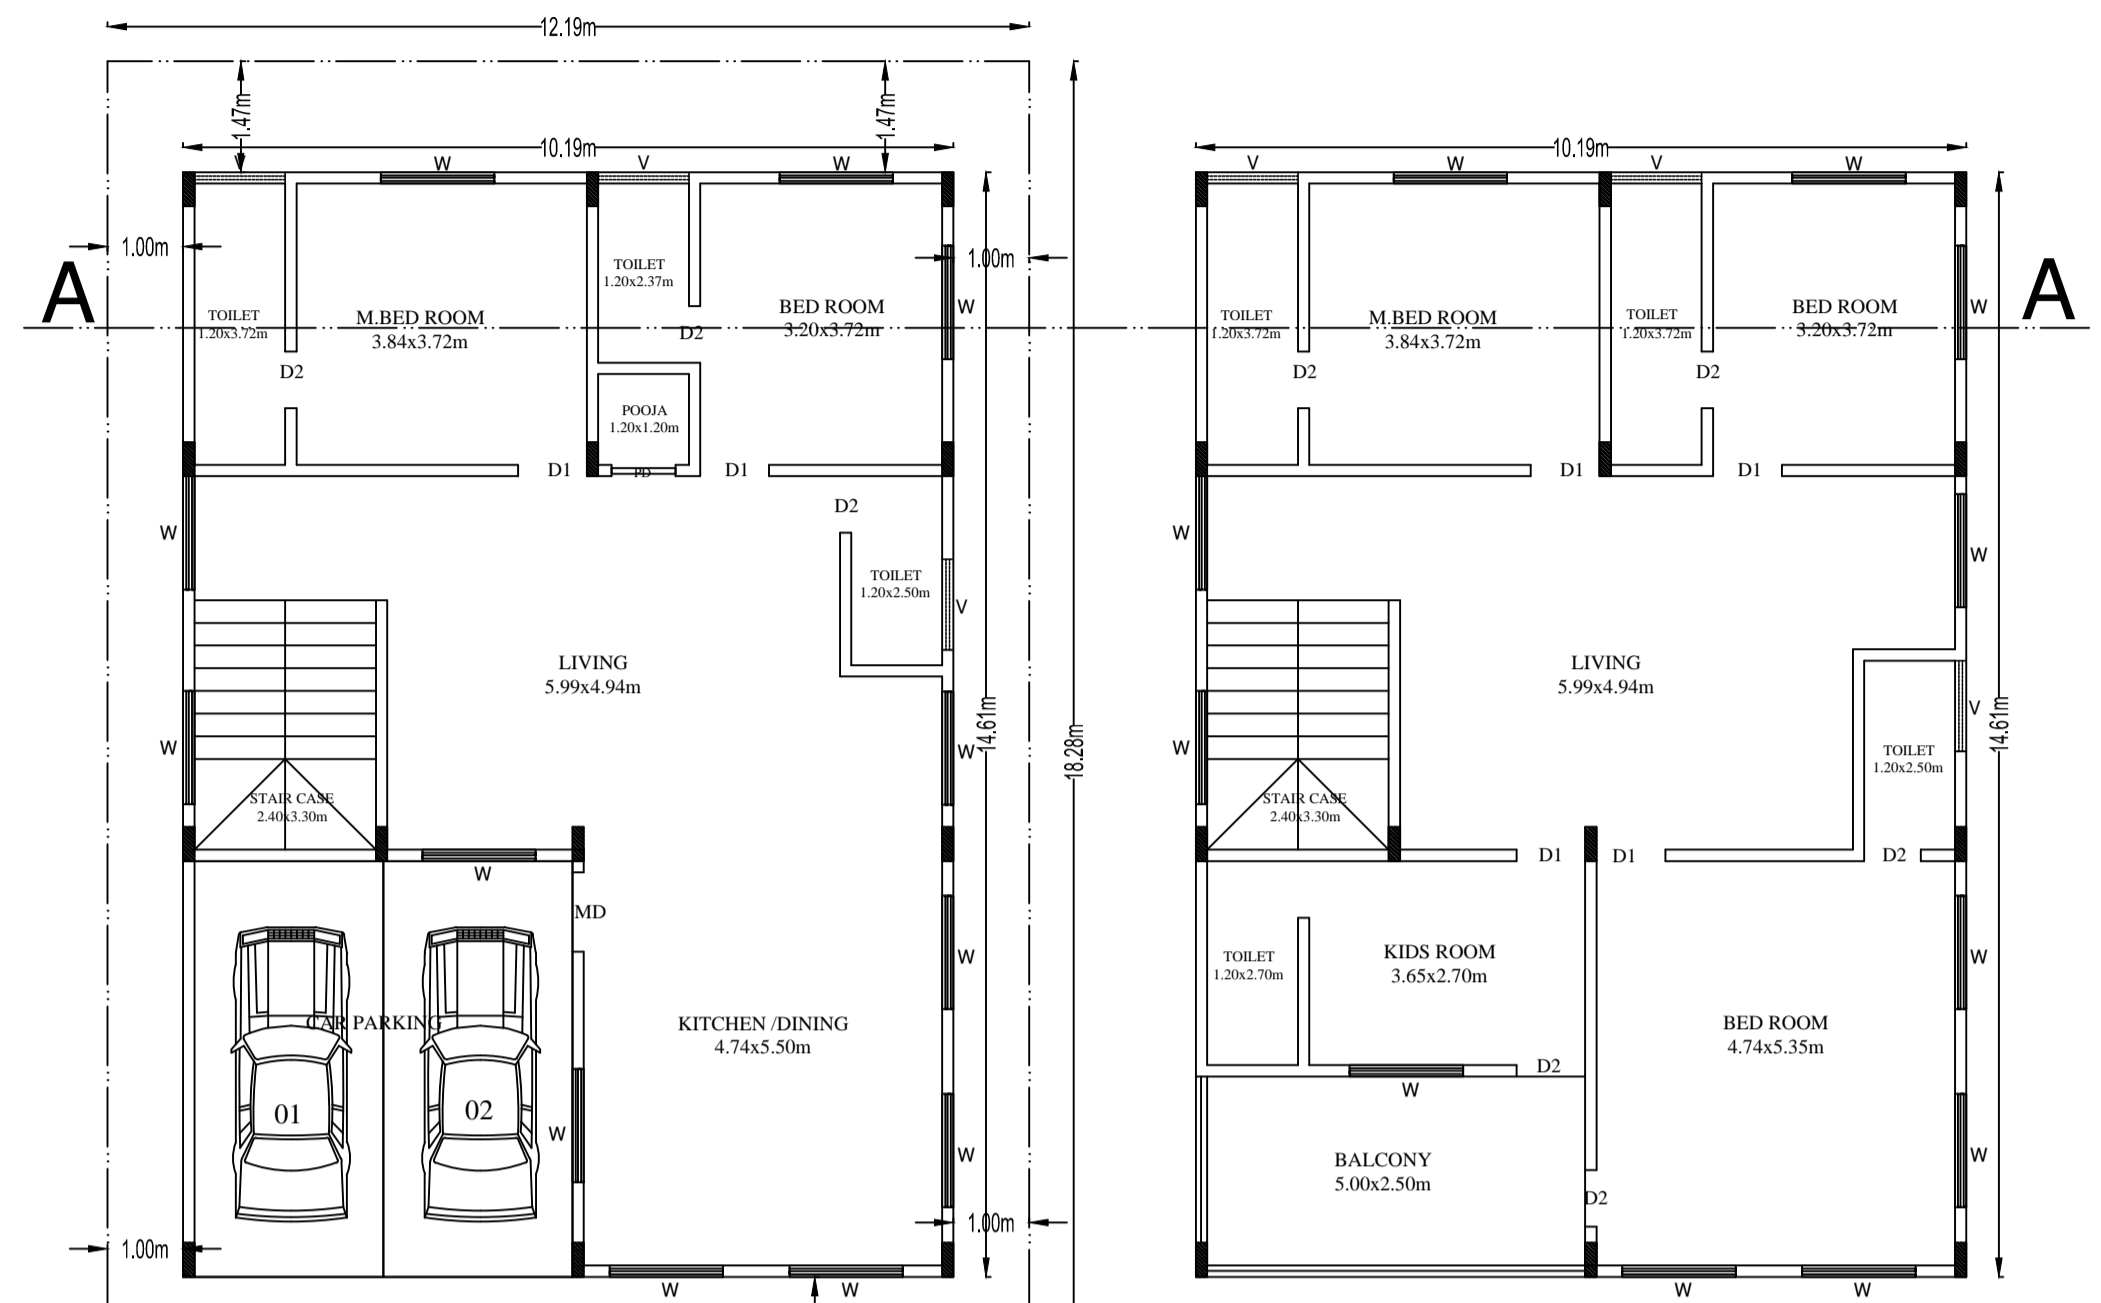 12.19m
1.47m
1.47m
10.19m
V
W
V
W
1.00m
1.00m
A
TOILET
1.20x3.72m
M.BED ROOM
3.84x3.72m
TOILET
1.20x2.37m
BED ROOM
3.20x3.72m
W
D2
D2
POOJA
1.20x1.20m
D1
PD
D1
D2
W
TOILET
1.20x2.50m
V
LIVING
5.99x4.94m
14.61m
18.28m
W
W
STAIR CASE
2.40x3.30m
W
MD
W
CAR PARKING
KITCHEN /DINING
4.74x5.50m
01
02
W
W
1.00m
1.00m
W
W
10.19m
V
W
V
W
A
TOILET
1.20x3.72m
M.BED ROOM
3.84x3.72m
TOILET
1.20x3.72m
BED ROOM
3.20x3.72m
W
D2
D2
D1
D1
W
W
LIVING
5.99x4.94m
V
14.61m
W
TOILET
1.20x2.50m
STAIR CASE
2.40x3.30m
D1
D1
D2
TOILET
1.20x2.70m
KIDS ROOM
3.65x2.70m
W
BED ROOM
4.74x5.35m
D2
W
BALCONY
5.00x2.50m
W
D2
W
W